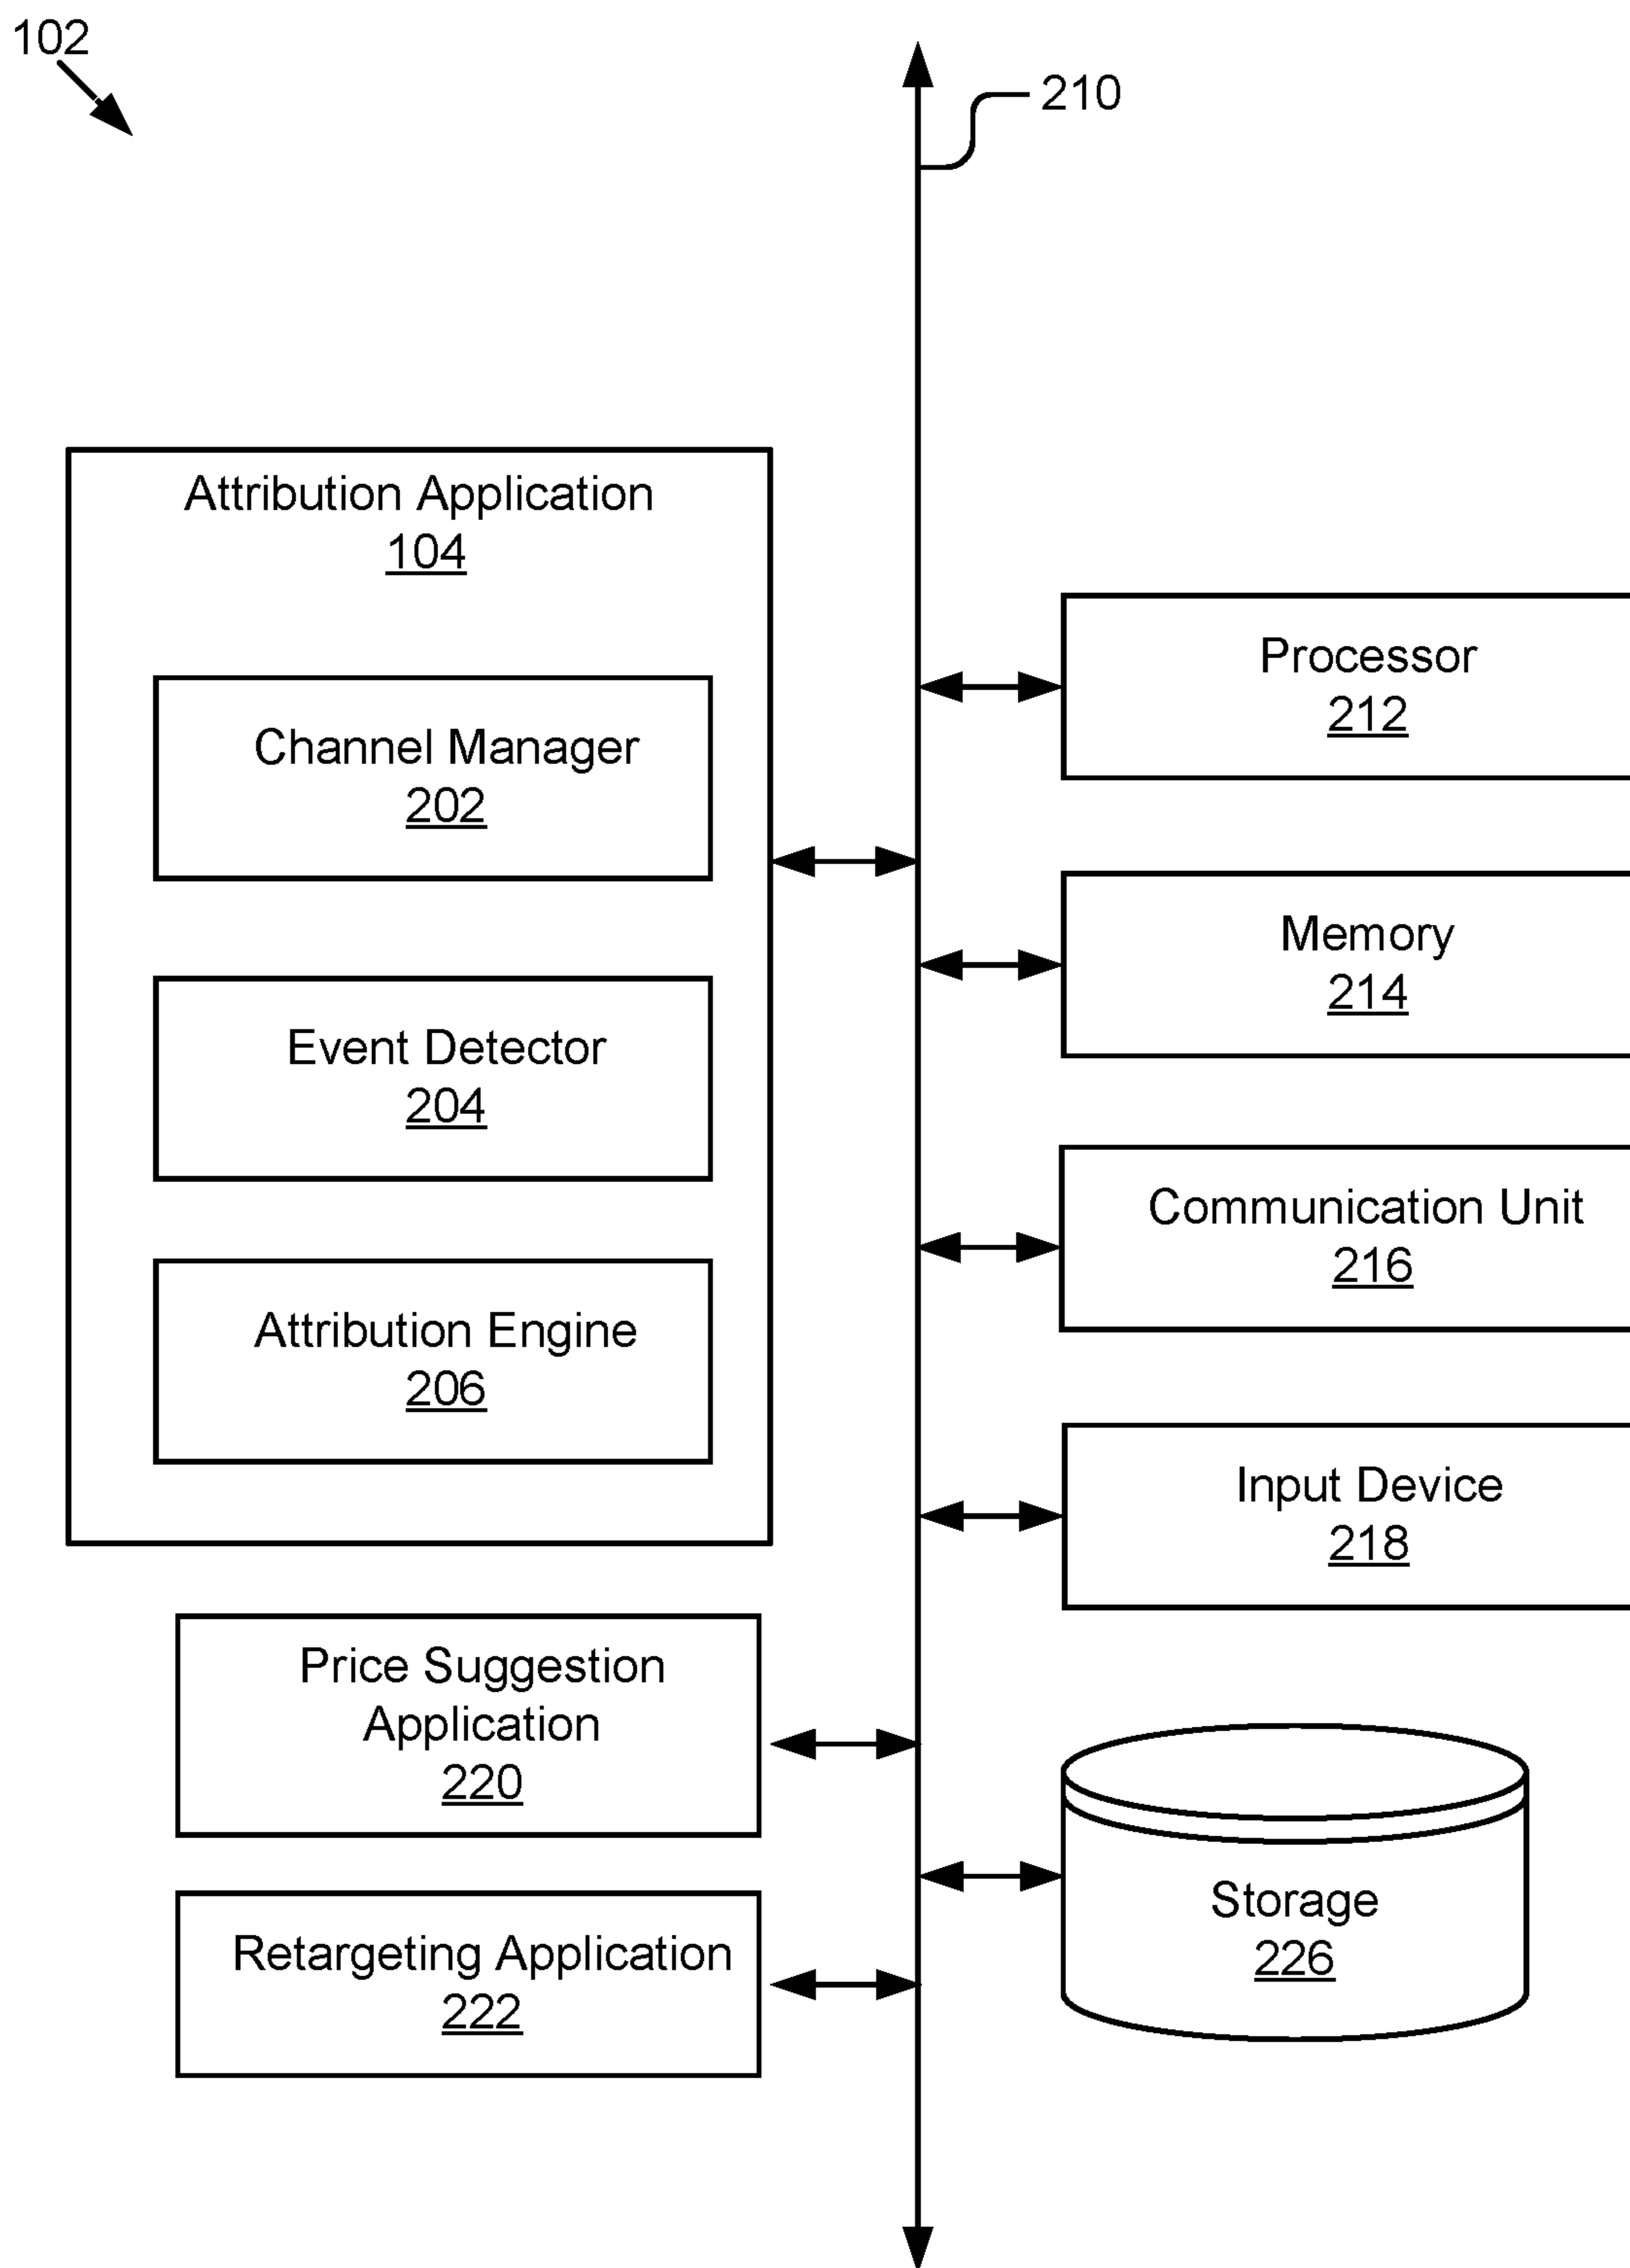 102
210
Attribution Application
104
Channel Manager
202
Event Detector
204
Attribution Engine
206
Price Suggestion
Application
220
Retargeting Application
222
Processor
212
Memory
214
Communication Unit
216
Input Device
218
Storage
226